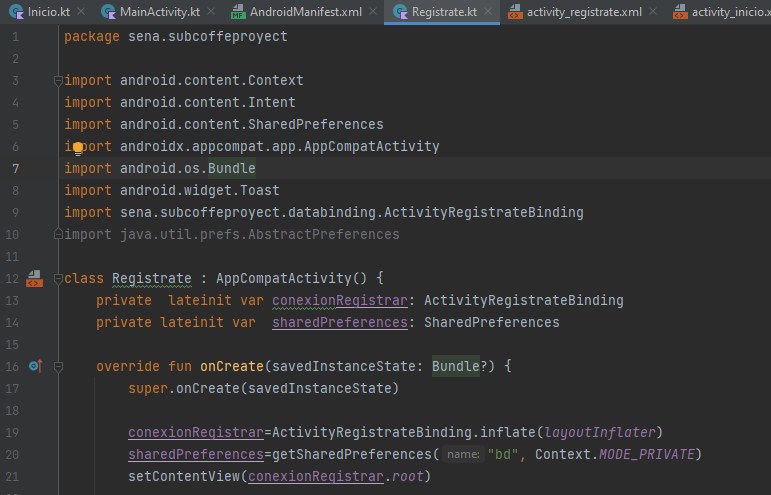 Inicio.kt MainActivity.kt AndroidManifest.xml Registrate.kt activity_registrate.xml activity_inicio.x
1 package sena.subcoffeproyect
2
3 import android.content.Context
4 import android.content.Intent
5 import android.content.SharedPreferences
6 import androidx.appcompat.app.AppCompatActivity
7 import android.os.Bundle
8 import android.widget.Toast
9 import sena.subcoffeproyect.databinding.ActivityRegistrateBinding
10 import java.util.prefs.AbstractPreferences
11
12 class Registrate : AppCompatActivity() {
13 private  lateinit var conexionRegistrar: ActivityRegistrateBinding
14 private lateinit var  sharedPreferences: SharedPreferences
15
16 override fun onCreate(savedInstanceState: Bundle?) {
17 super.onCreate(savedInstanceState)
18
19 conexionRegistrar=ActivityRegistrateBinding.inflate(layoutInflater)
20 sharedPreferences=getSharedPreferences( name: "bd", Context.MODE_PRIVATE)
21 setContentView(conexionRegistrar.root)